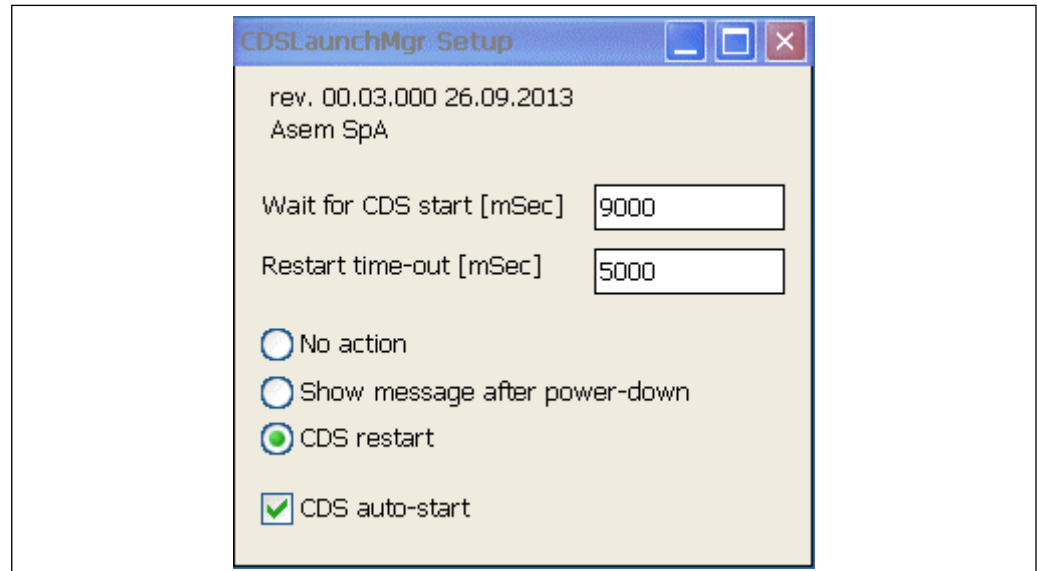 CDSLaunchMgr Setup
rev. 00.03.000 26.09.2013
Asem SpA
Wait for CDS start [mSec] 9000
Restart time-out [mSec] 5000
No action
Show message after power-down
CDS restart
CDS auto-start